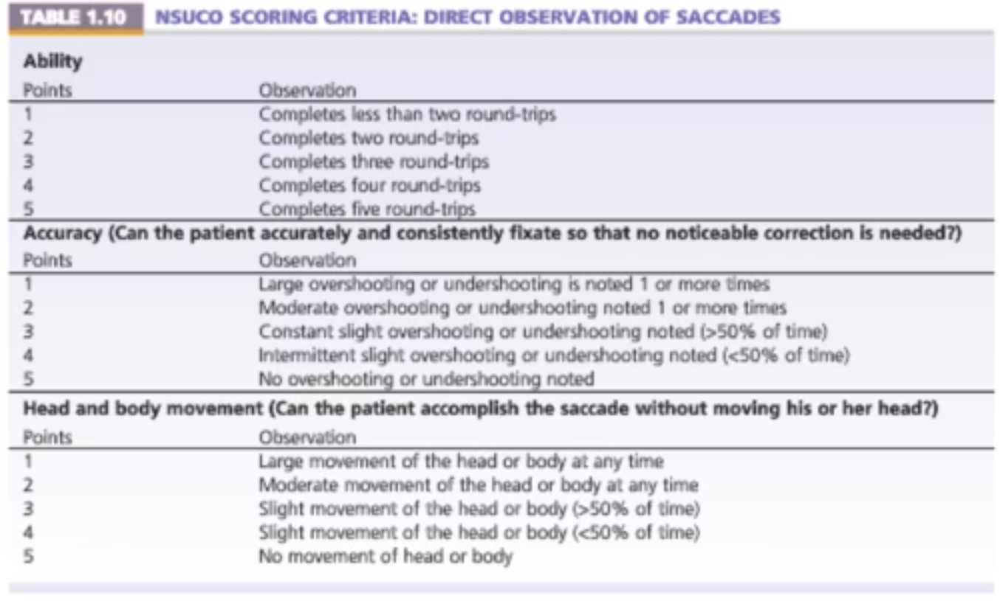 TABLE 1.10 NSUCO SCORING CRITERIA: DIRECT OBSERVATION OF SACCADES
Ability
Points Observation
1 Completes less than two round-trips
2 Completes two round-trips
3 Completes three round-trips
4 Completes four round-trips
5 Completes five round-trips
Accuracy (Can the patient accurately and consistently fixate so that no noticeable correction is needed?)
Points Observation
1 Large overshooting or undershooting is noted 1 or more times
2 Moderate overshooting or undershooting noted 1 or more times
3 Constant slight overshooting or undershooting noted (>50% of time)
4 Intermittent slight overshooting or undershooting noted (<50% of time)
5 No overshooting or undershooting noted
Head and body movement (Can the patient accomplish the saccade without moving his or her head?)
Points Observation
1 Large movement of the head or body at any time
2 Moderate movement of the head or body at any time
3 Slight movement of the head or body (>50% of time)
4 Slight movement of the head or body (<50% of time)
5 No movement of head or body